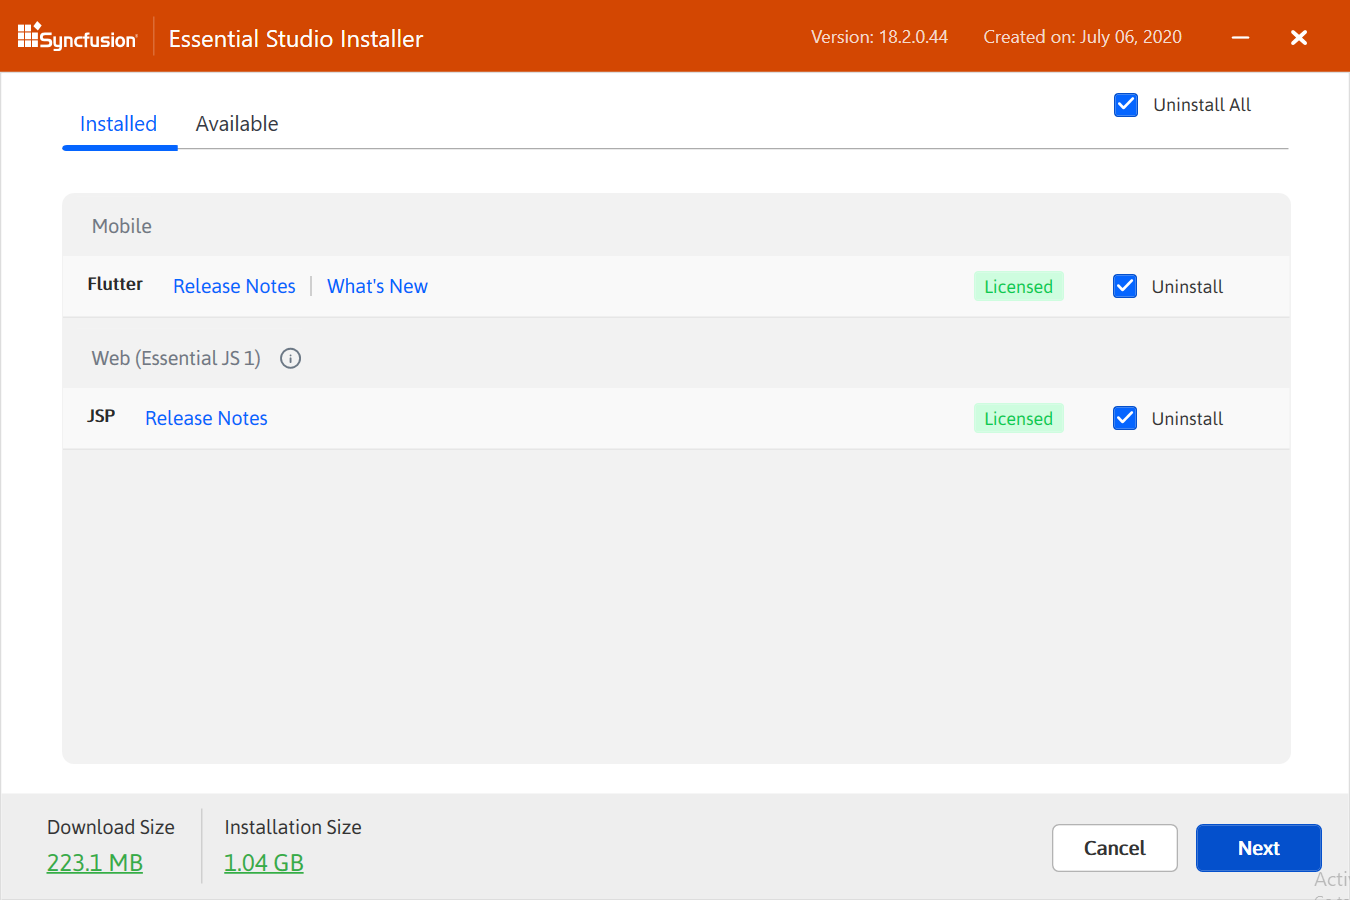 Syncfusion
Essential Studio Installer
Version: 18.2.0.44
Created on: July 06, 2020
Installed
Available
Uninstall All
Mobile
Flutter
Release Notes
What's New
Licensed
Uninstall
Web (Essential JS 1)
JSP
Release Notes
Licensed
Uninstall
Download Size
223.1 MB
Installation Size
1.04 GB
Cancel
Next